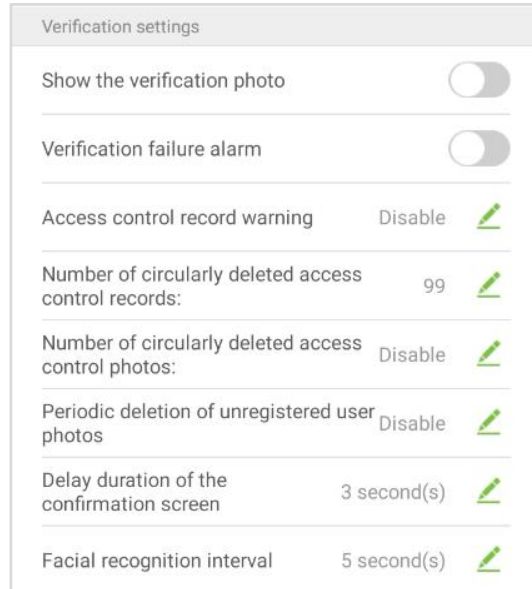 Verification settings
Show the verification photo
Verification failure alarm
Access control record warning Disable
Number of circularly deleted access
control records: 99
Number of circularly deleted access
control photos: Disable
Periodic deletion of unregistered user
photos Disable
Delay duration of the
confirmation screen 3 second(s)
Facial recognition interval 5 second(s)